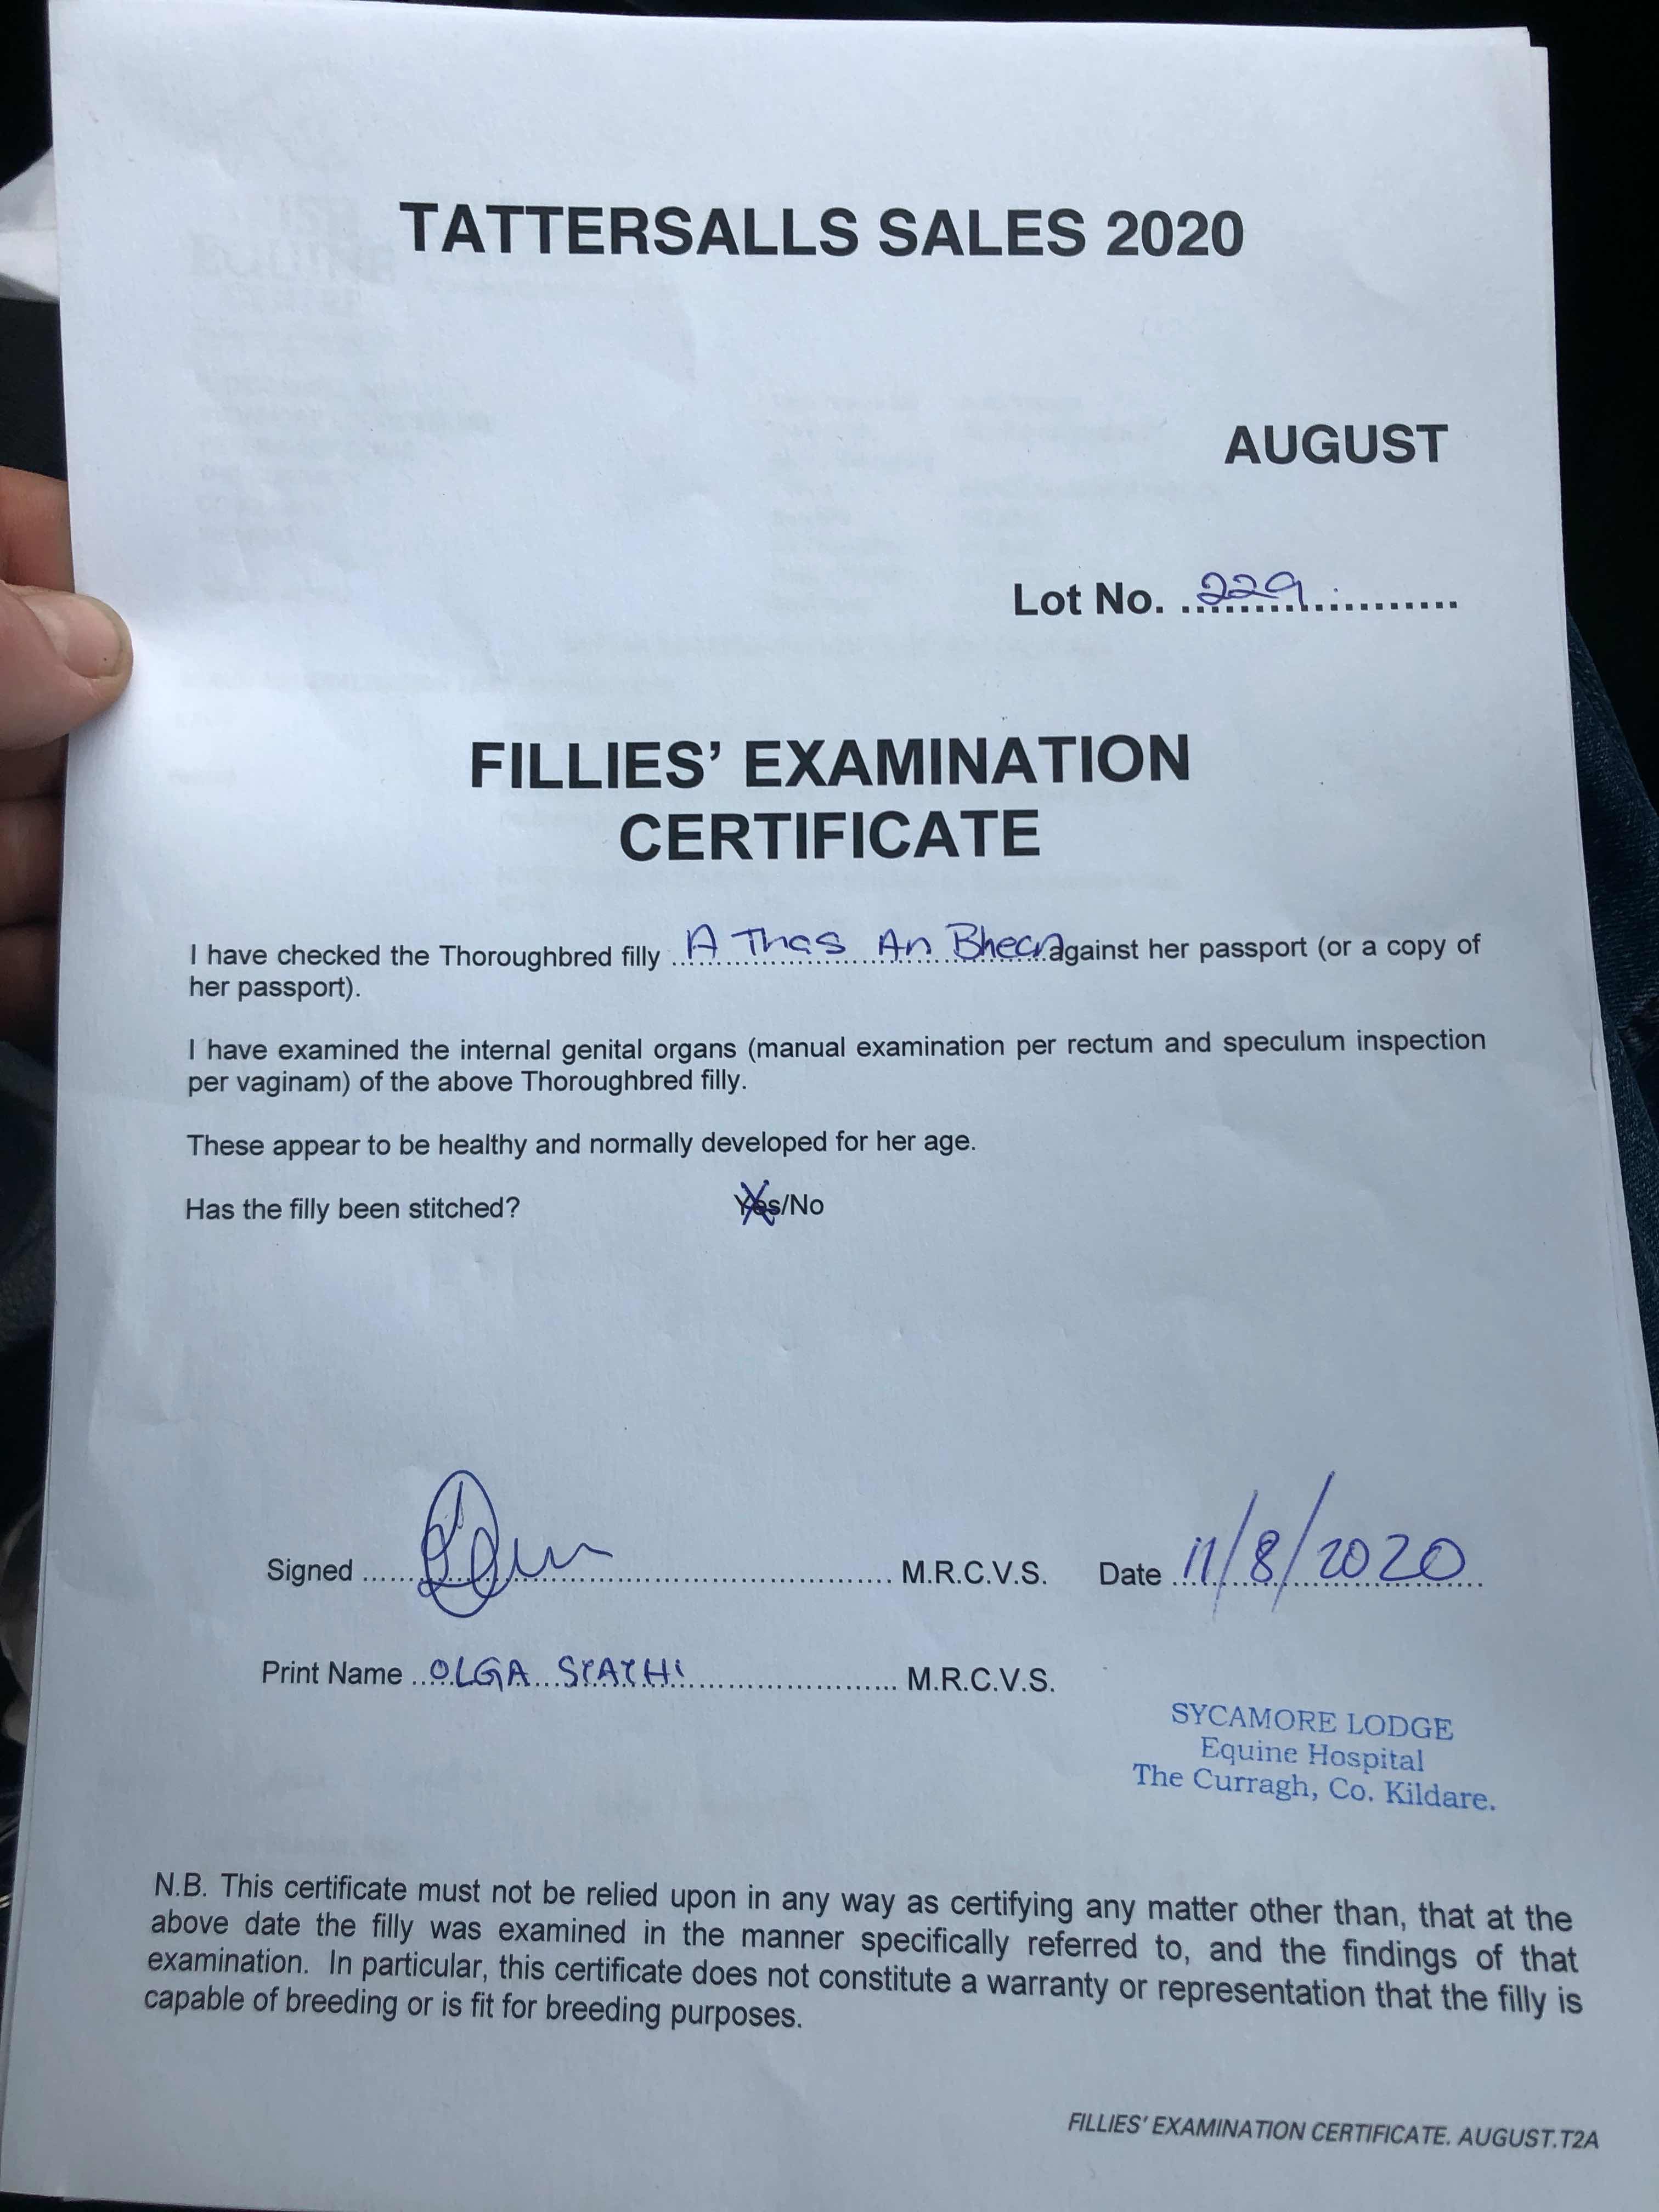 TATTERSALLS SALES 2020
AUGUST
Lot No. 229
FILLIES' EXAMINATION
CERTIFICATE
I have checked the Thoroughbred filly A Thas An Bhean against her passport (or a copy of
her passport).
I have examined the internal genital organs (manual examination per rectum and speculum inspection
per vaginam) of the above Thoroughbred filly.
These appear to be healthy and normally developed for her age.
Has the filly been stitched? Yes/No
Signed M.R.C.V.S. Date 11/8/2020
Print Name OLGA STATHI M.R.C.V.S.
SYCAMORE LODGE
Equine Hospital
The Curragh, Co. Kildare.
N.B. This certificate must not be relied upon in any way as certifying any matter other than, that at the
above date the filly was examined in the manner specifically referred to, and the findings of that
examination. In particular, this certificate does not constitute a warranty or representation that the filly is
capable of breeding or is fit for breeding purposes.
FILLIES' EXAMINATION CERTIFICATE. AUGUST.T2A